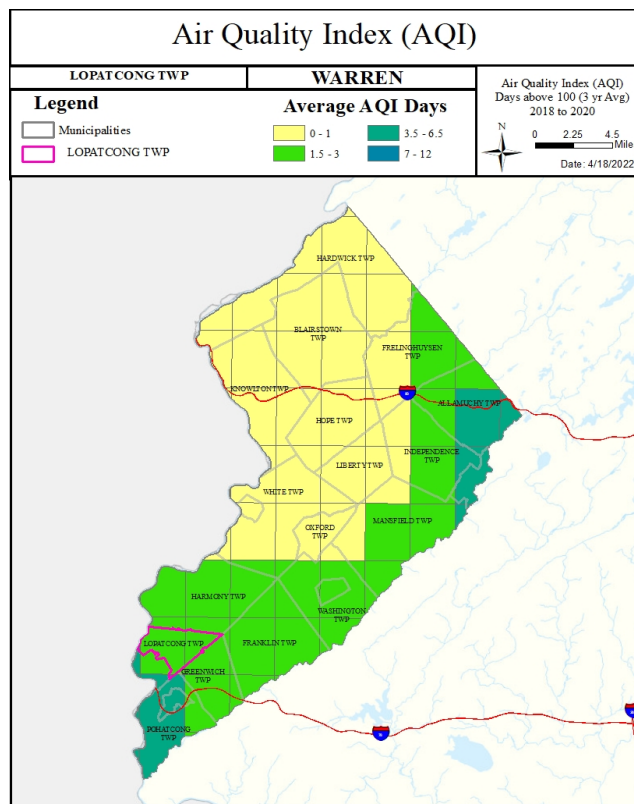 Air Quality Index (AQI)
LOPATCONG TWP
WARREN
Legend
Municipalities
LOPATCONG TWP
Average AQI Days
0 - 1
1.5 - 3
3.5 - 6.5
7 - 12
Air Quality Index (AQI)
Days above 100 (3 yr Avg)
2018 to 2020
N
0 2.25 4.5
Mile
Date: 4/18/2022
HARDWICK TWP
BLAIRSTOWN
TWP
FRELINGHUYSEN
TWP
KNOWLTON TWP
ALLAMUCHY TWP
HOPE TWP
INDEPENDENCE
TWP
LIBERTY TWP
WHITE TWP
MANSFIELD TWP
OXFORD
TWP
HARMONY TWP
WASHINGTON
TWP
LOPATCONG TWP
FRANKLIN TWP
GREENWICH
TWP
POHATCONG
TWP